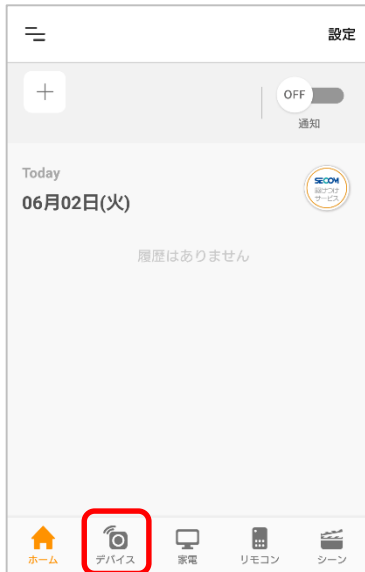 設定
OFF
通知
Today
06月02日(火)
SECOM
駆けつけ
サービス
履歴はありません
ホーム
デバイス
家電
リモコン
シーン